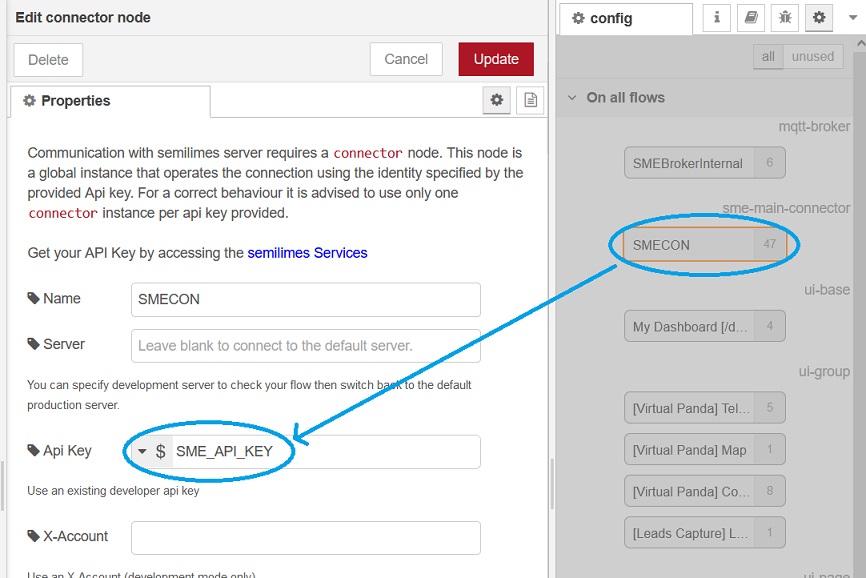 Edit connector node
Delete
Cancel
Update
Properties
Communication with semilimes server requires a connector node. This node is
a global instance that operates the connection using the identity specified by the
provided Api key. For a correct behaviour it is advised to use only one
connector instance per api key provided.
Get your API Key by accessing the semilimes Services
Name
SMECON
Server
Leave blank to connect to the default server.
You can specify development server to check your flow then switch back to the default
production server.
Api Key
$ SME_API_KEY
Use an existing developer api key
X-Account
Use an X-Account (development mode only)
config
i
all unused
On all flows
mqtt-broker
SMEBrokerInternal 6
sme-main-connector
SMECON 47
ui-base
My Dashboard [/d... 4
ui-group
[Virtual Panda] Tel... 5
[Virtual Panda] Map 1
[Virtual Panda] Co... 8
[Leads Capture] L... 1
ui-page